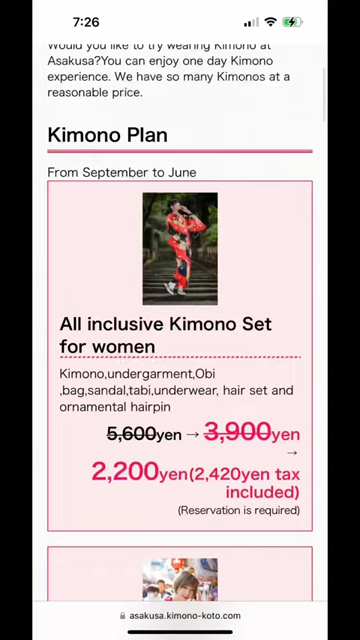 7:26
Would you like to try wearing Kimono at
Asakusa?You can enjoy one day Kimono
experience. We have so many Kimonos at a
reasonable price.
Kimono Plan
From September to June
All inclusive Kimono Set
for women
Kimono,undergarment,Obi
,bag,sandal,tabi,underwear, hair set and
ornamental hairpin
5,600yen → 3,900yen
→
2,200yen(2,420yen tax
included)
(Reservation is required)
asakusa.kimono-koto.com